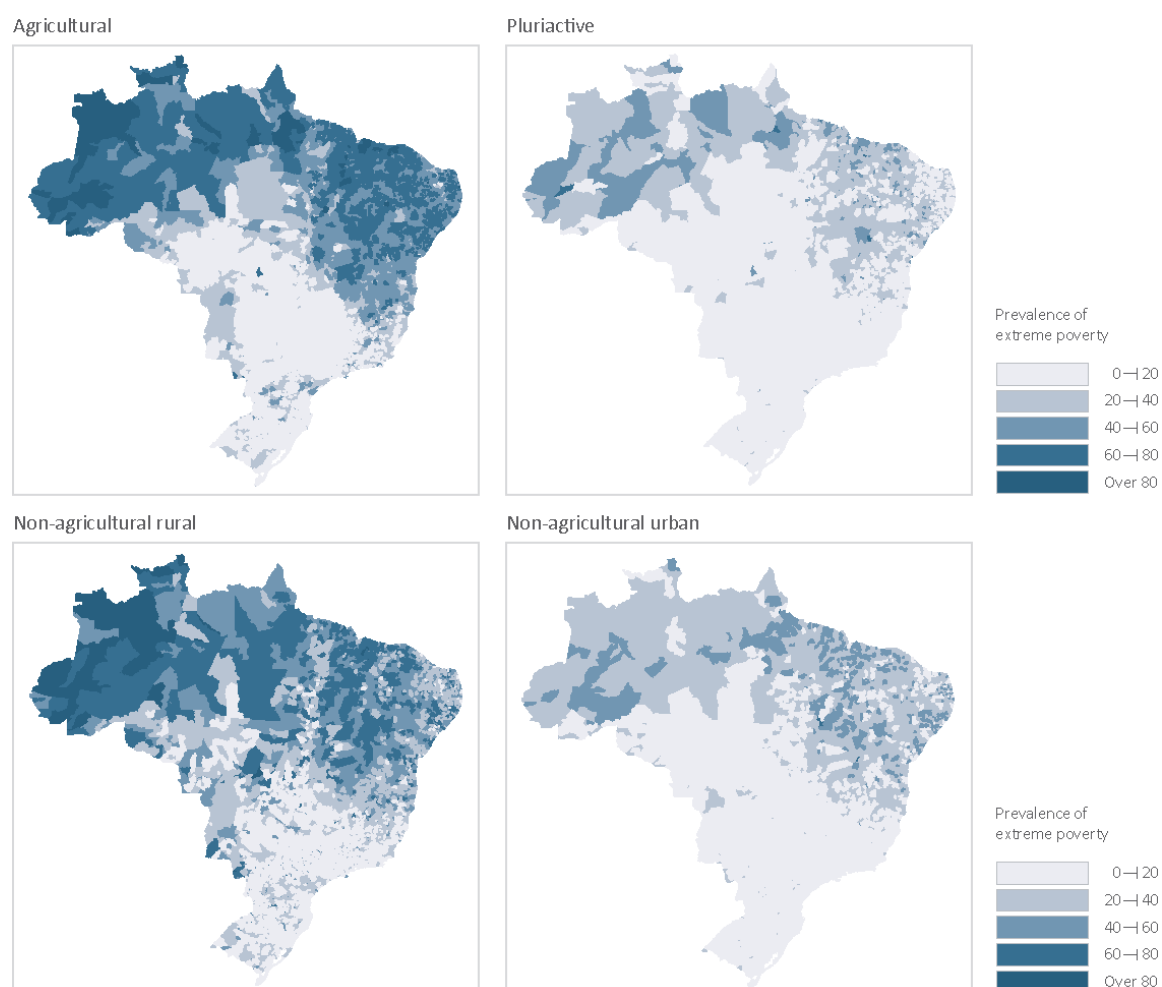 Agricultural
Pluriactive
Prevalence of
extreme poverty
0⊣20
20⊣40
40⊣60
60⊣80
Over 80
Non-agricultural rural
Non-agricultural urban
Prevalence of
extreme poverty
0⊣20
20⊣40
40⊣60
60⊣80
Over 80